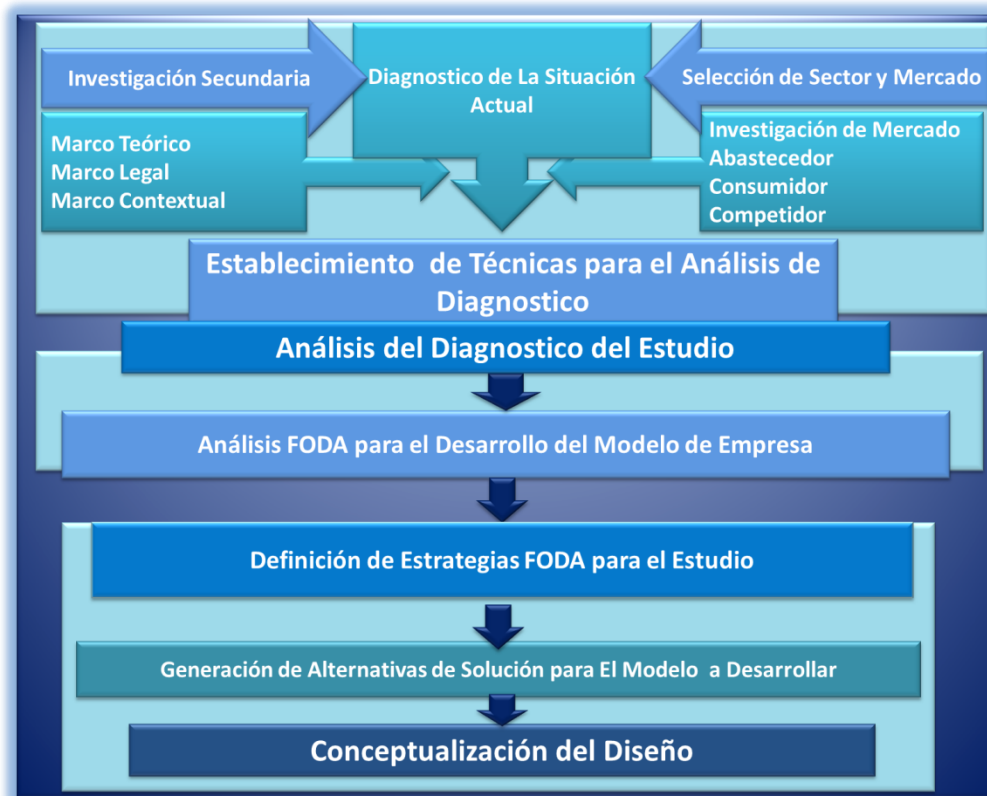 Investigación Secundaria
Diagnostico de La Situación
Actual
Selección de Sector y Mercado
Marco Teórico
Marco Legal
Marco Contextual
Investigación de Mercado
Abastecedor
Consumidor
Competidor
Establecimiento de Técnicas para el Análisis de
Diagnostico
Análisis del Diagnostico del Estudio
Análisis FODA para el Desarrollo del Modelo de Empresa
Definición de Estrategias FODA para el Estudio
Generación de Alternativas de Solución para El Modelo a Desarrollar
Conceptualización del Diseño